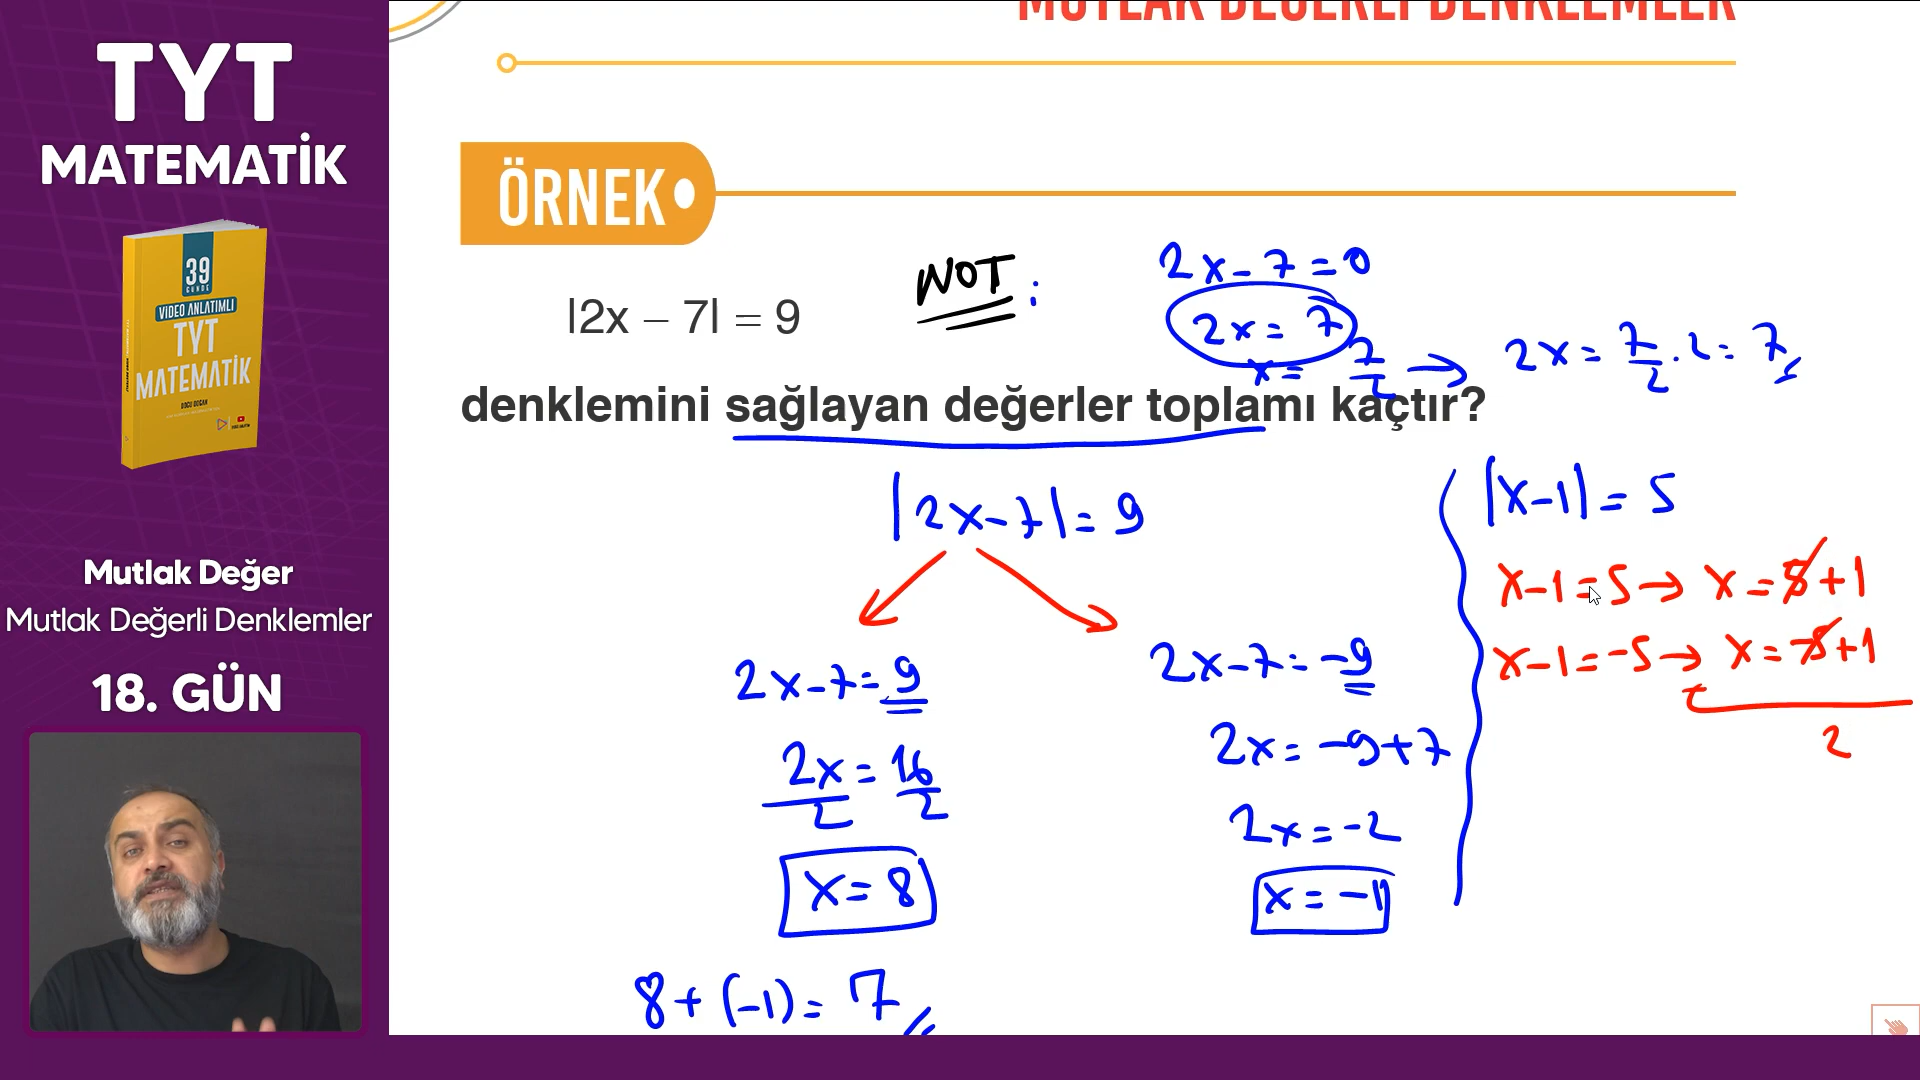 TYT
MATEMATİK
39
GÜNDE
VİDEO ANLATIMLI
TYT
MATEMATİK
Mutlak Değer
Mutlak Değerli Denklemler
18. GÜN
MUTLAK DEĞERLİ DENKLEMLER
ÖRNEK
|2x – 7| = 9
NOT :
2x-7=0
2x= 7
x= 7/2 → 2x= 7/2 . 2= 7
denklemini sağlayan değerler toplamı kaçtır?
|2x-7|= 9
2x-7= 9
2x = 16
2 2
x= 8
8+ (-1)= 7
2x-7= -9
2x= -9+7
2x=-2
x= -1
|x-1|= 5
x-1=5 → x=5+1
x-1=-5 → x=-5+1
2